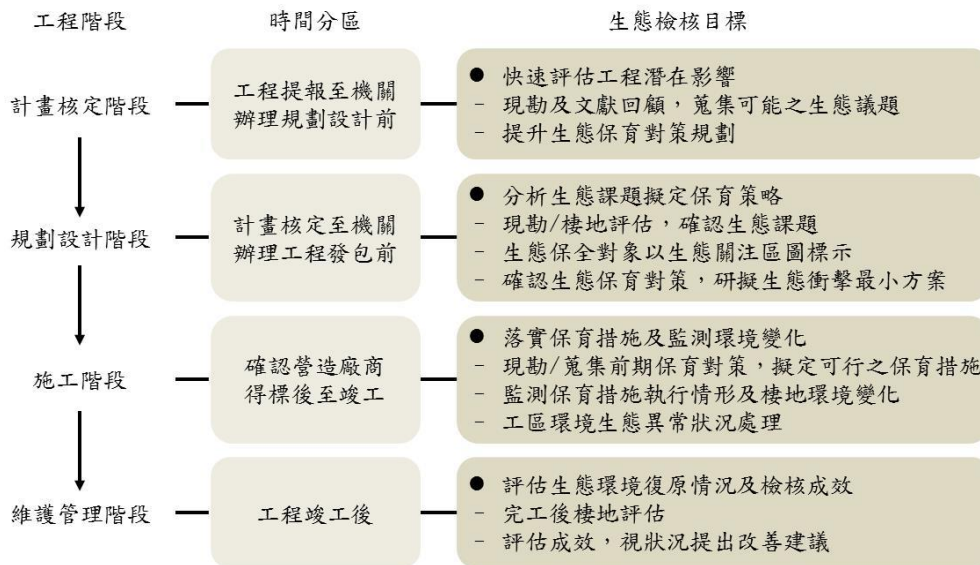 工程階段
時間分區
生態檢核目標
計畫核定階段
工程提報至機關
辦理規劃設計前
● 快速評估工程潛在影響
- 現勘及文獻回顧，蒐集可能之生態議題
- 提升生態保育對策規劃
規劃設計階段
計畫核定至機關
辦理工程發包前
● 分析生態課題擬定保育策略
- 現勘/棲地評估，確認生態課題
- 生態保全對象以生態關注區圖標示
- 確認生態保育對策，研擬生態衝擊最小方案
施工階段
確認營造廠商
得標後至竣工
● 落實保育措施及監測環境變化
- 現勘/蒐集前期保育對策，擬定可行之保育措施
- 監測保育措施執行情形及棲地環境變化
- 工區環境生態異常狀況處理
維護管理階段
工程竣工後
● 評估生態環境復原情況及檢核成效
- 完工後棲地評估
- 評估成效，視狀況提出改善建議